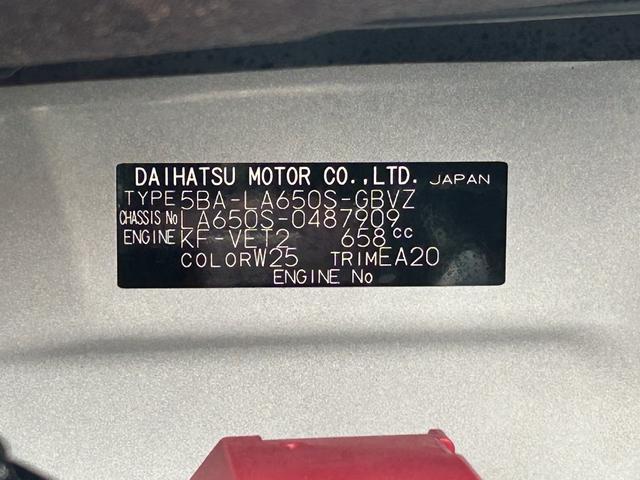 DAIHATSU MOTOR CO.,LTD. JAPAN
TYPE 5BA-LA650S-GBVZ
CHASSIS No LA650S-0487909
ENGINE KF-VET2 658cc
COLOR W25 TRIM EA20
ENGINE No